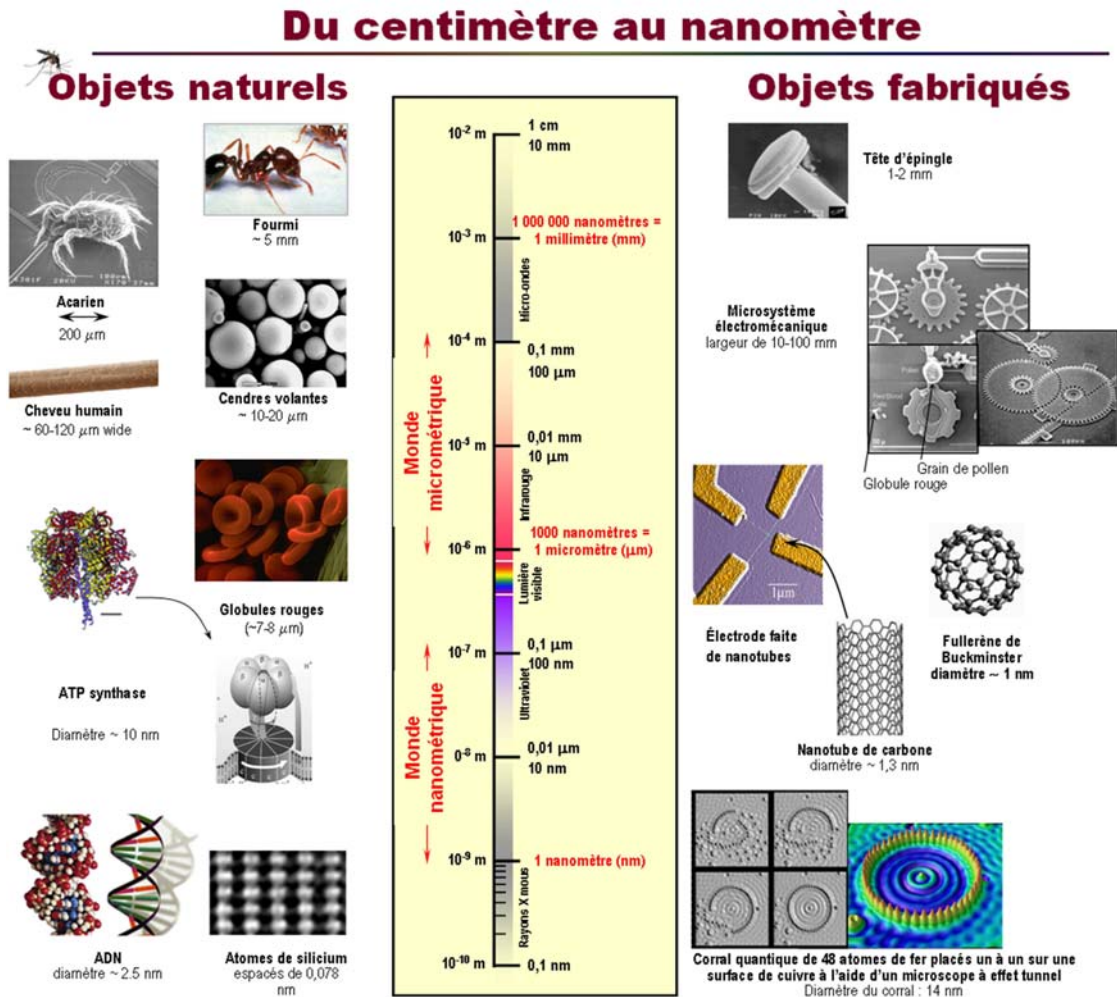 Du centimètre au nanomètre
Objets naturels
Objets fabriqués
Fourmi
~ 5 mm
Acarien
200 μm
Cheveu humain
~ 60-120 μm wide
Cendres volantes
~ 10-20 μm
Globules rouges
(~7-8 μm)
ATP synthase
Diamètre ~ 10 nm
ADN
diamètre ~ 2.5 nm
Atomes de silicium
espacés de 0,078
nm
10-2 m
1 cm
10 mm
1 000 000 nanomètres =
10-3 m
1 millimètre (mm)
Micro-ondes
10-4 m
0,1 mm
100 μm
Monde
micrométrique
10-5 m
0,01 mm
10 μm
Infrarouge
1000 nanomètres =
10-6 m
1 micromètre (μm)
Lumière
visible
10-7 m
0,1 μm
100 nm
Monde
nanométrique
Ultraviolet
0-8 m
0,01 μm
10 nm
10-9 m
1 nanomètre (nm)
Rayons X mous
10-10 m
0,1 nm
Tête d'épingle
1-2 mm
Microsystème
électromécanique
largeur de 10-100 mm
Grain de pollen
Globule rouge
1μm
Électrode faite
de nanotubes
Fullerène de
Buckminster
diamètre ~ 1 nm
Nanotube de carbone
diamètre ~ 1,3 nm
Corral quantique de 48 atomes de fer placés un à un sur une
surface de cuivre à l'aide d'un microscope à effet tunnel
Diamètre du corral : 14 nm